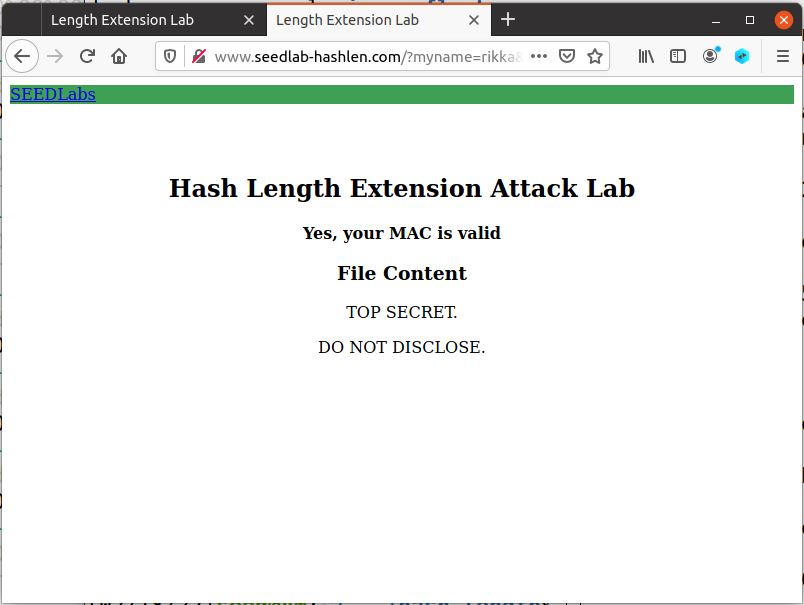 Length Extension Lab
Length Extension Lab
www.seedlab-hashlen.com/?myname=rikka&
SEEDLabs
Hash Length Extension Attack Lab
Yes, your MAC is valid
File Content
TOP SECRET.
DO NOT DISCLOSE.